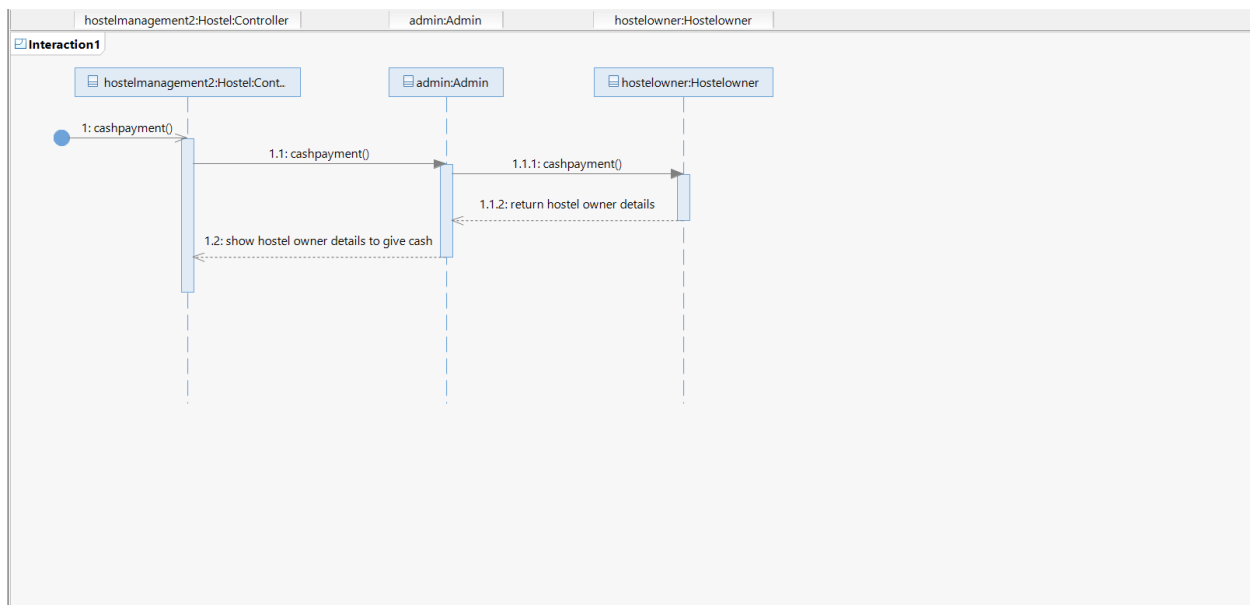 hostelmanagement2:Hostel:Controller admin:Admin hostelowner:Hostelowner
Interaction1
hostelmanagement2:Hostel:Cont.. admin:Admin hostelowner:Hostelowner
1: cashpayment()
1.1: cashpayment()
1.1.1: cashpayment()
1.1.2: return hostel owner details
1.2: show hostel owner details to give cash